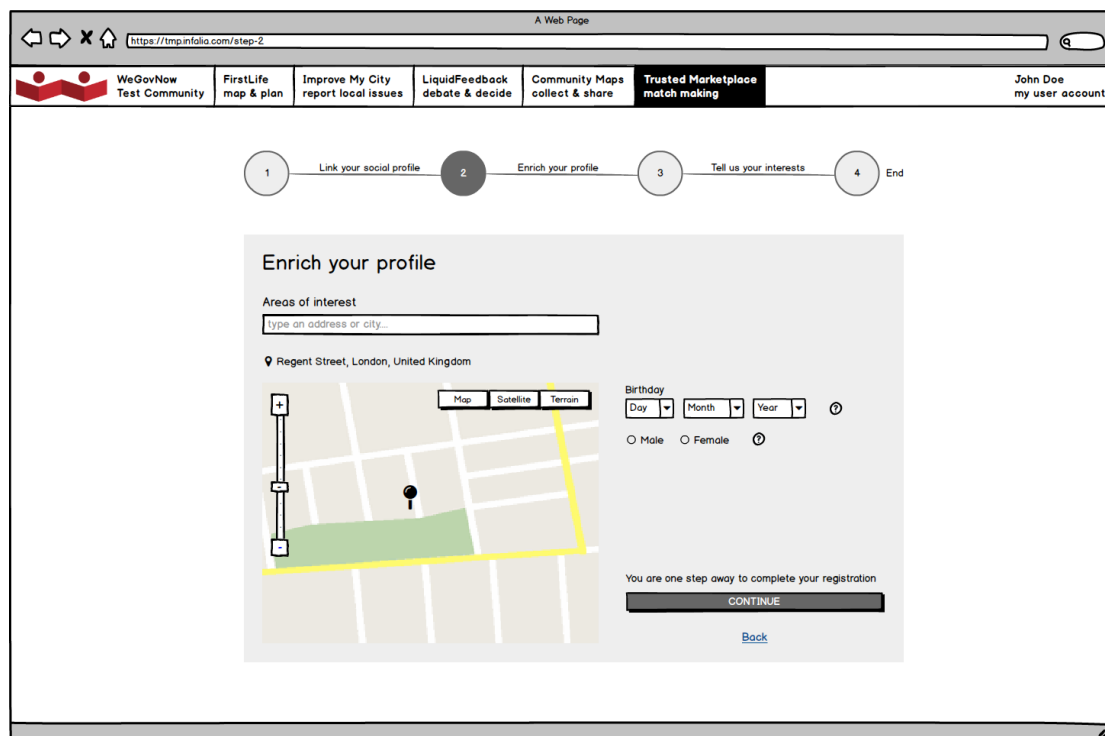 A Web Page
https://tmp.infalia.com/step-2
WeGovNow
Test Community
FirstLife
map & plan
Improve My City
report local issues
LiquidFeedback
debate & decide
Community Maps
collect & share
Trusted Marketplace
match making
John Doe
my user account
1
Link your social profile
2
Enrich your profile
3
Tell us your interests
4
End
Enrich your profile
Areas of interest
type an address or city...
Regent Street, London, United Kingdom
+
-
-
Map
Satellite
Terrain
Birthday
Day
Month
Year
?
Male
Female
?
You are one step away to complete your registration
CONTINUE
Back